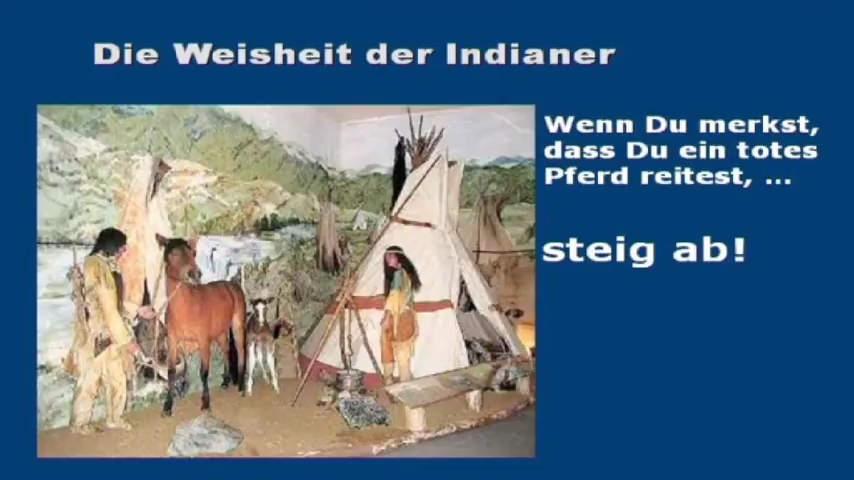 Die Weisheit der Indianer
Wenn Du merkst,
dass Du ein totes
Pferd reitest, ...
steig ab!